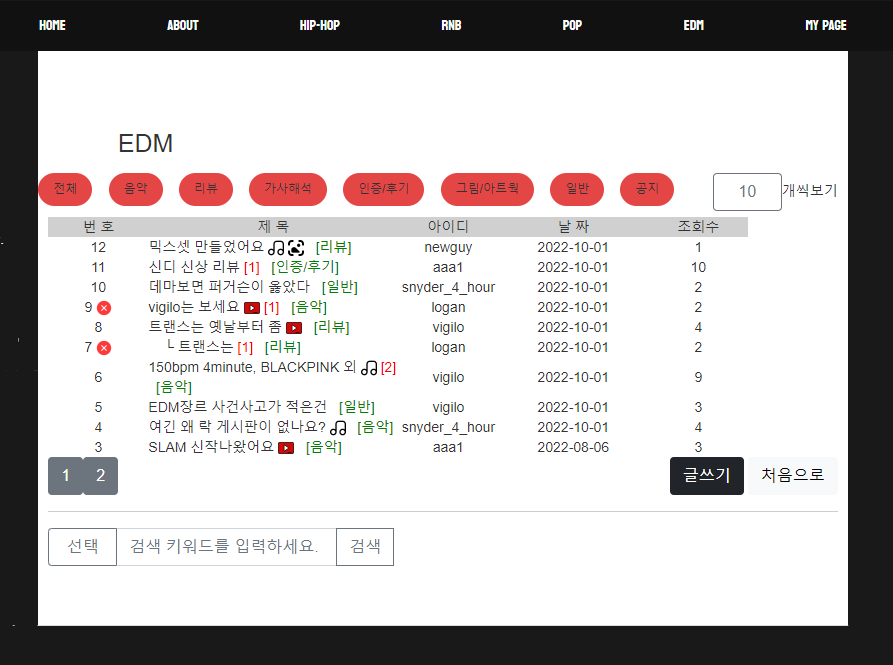 HOME ABOUT HIP-HOP RNB POP EDM MY PAGE
EDM
전체 음악 리뷰 가사해석 인증/후기 그림/아트웍 일반 공지 10 개씩보기
번 호 제 목 아이디 날 짜 조회수
12 믹스셋 만들었어요 [리뷰] newguy 2022-10-01 1
11 신디 신상 리뷰 [1] [인증/후기] aaa1 2022-10-01 10
10 데마보면 퍼거슨이 옳았다 [일반] snyder_4_hour 2022-10-01 2
9 vigilo는 보세요 [1] [음악] logan 2022-10-01 2
8 트랜스는 옛날부터 좀 [리뷰] vigilo 2022-10-01 4
7 └ 트랜스는 [1] [리뷰] logan 2022-10-01 2
6 150bpm 4minute, BLACKPINK 외 [2] vigilo 2022-10-01 9
[음악]
5 EDM장르 사건사고가 적은건 [일반] vigilo 2022-10-01 3
4 여긴 왜 락 게시판이 없나요? [음악] snyder_4_hour 2022-10-01 4
3 SLAM 신작나왔어요 [음악] aaa1 2022-08-06 3
1 2 글쓰기 처음으로
선택 검색 키워드를 입력하세요. 검색